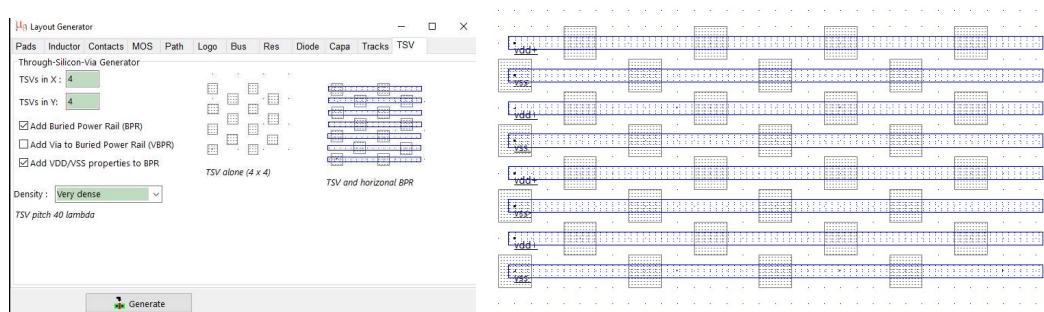 μa Layout Generator
Pads Inductor Contacts MOS Path Logo Bus Res Diode Capa Tracks TSV
Through-Silicon-Via Generator
TSVs in X : 4
TSVs in Y: 4
Add Buried Power Rail (BPR)
Add Via to Buried Power Rail (VBPR)
Add VDD/VSS properties to BPR
TSV alone (4 x 4)
TSV and horizonal BPR
Density : Very dense
TSV pitch 40 lambda
Generate
vdd+
vss-
vdd+
vss-
vdd+
vss-
vdd+
vss-